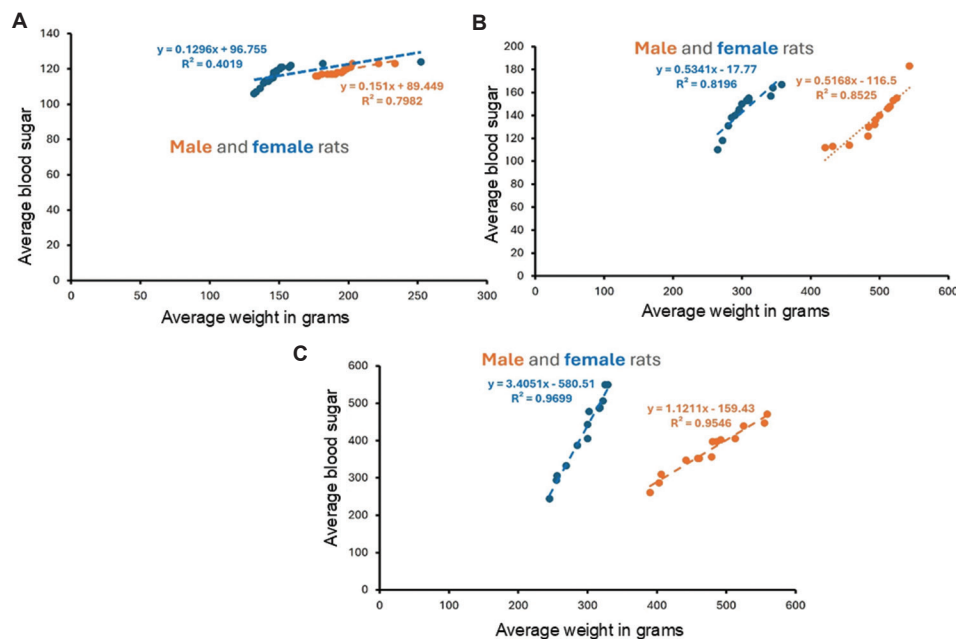 A
140
120
100
80
60
40
20
0
0 50 100 150 200 250 300
Average blood sugar
Average weight in grams
y = 0.1296x + 96.755
R² = 0.4019
y = 0.151x + 89.449
R² = 0.7982
Male and female rats
B
200
180
160
140
120
100
80
60
40
20
0
0 100 200 300 400 500 600
Average blood sugar
Average weight in grams
Male and female rats
y = 0.5341x - 17.77
R² = 0.8196
y = 0.5168x - 116.5
R² = 0.8525
C
600
500
400
300
200
100
0
0 100 200 300 400 500 600
Average blood sugar
Average weight in grams
Male and female rats
y = 3.4051x - 580.51
R² = 0.9699
y = 1.1211x - 159.43
R² = 0.9546